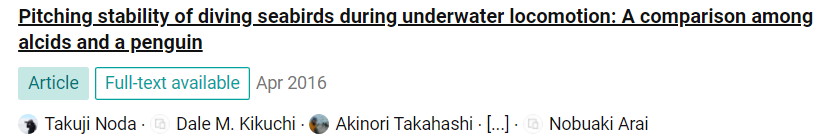 Pitching stability of diving seabirds during underwater locomotion: A comparison among
alcids and a penguin
Article Full-text available Apr 2016
Takuji Noda · Dale M. Kikuchi · Akinori Takahashi · [...] · Nobuaki Arai